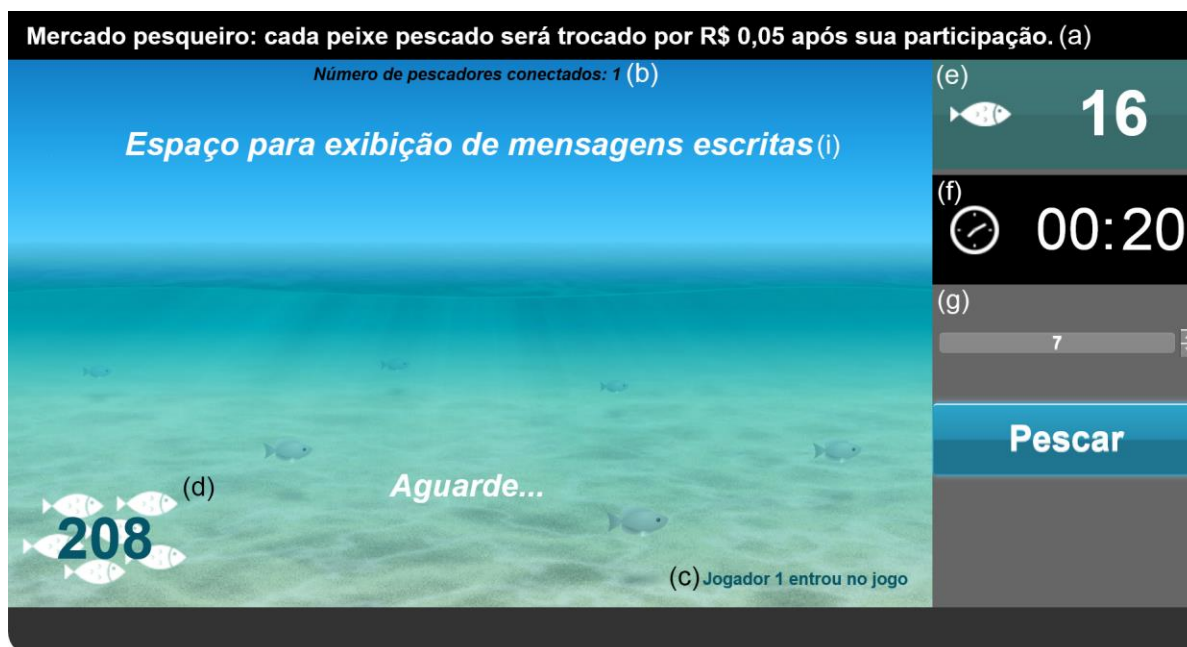 Mercado pesqueiro: cada peixe pescado será trocado por R$ 0,05 após sua participação. (a)
Número de pescadores conectados: 1 (b)
(e)
16
Espaço para exibição de mensagens escritas (i)
(f)
00:20
(g)
7
Pescar
Aguarde...
(d)
208
(c) Jogador 1 entrou no jogo